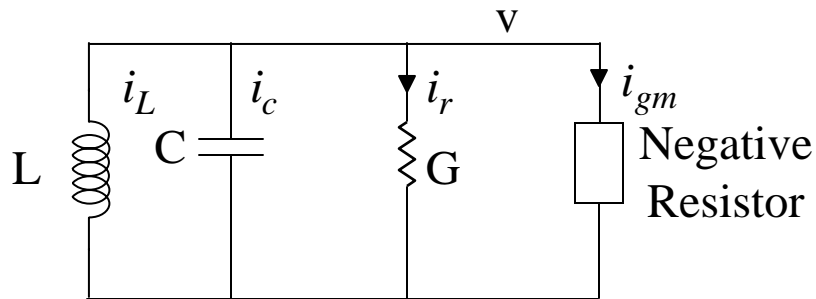 v
i_L
i_c
i_r
i_gm
L
C
G
Negative
Resistor